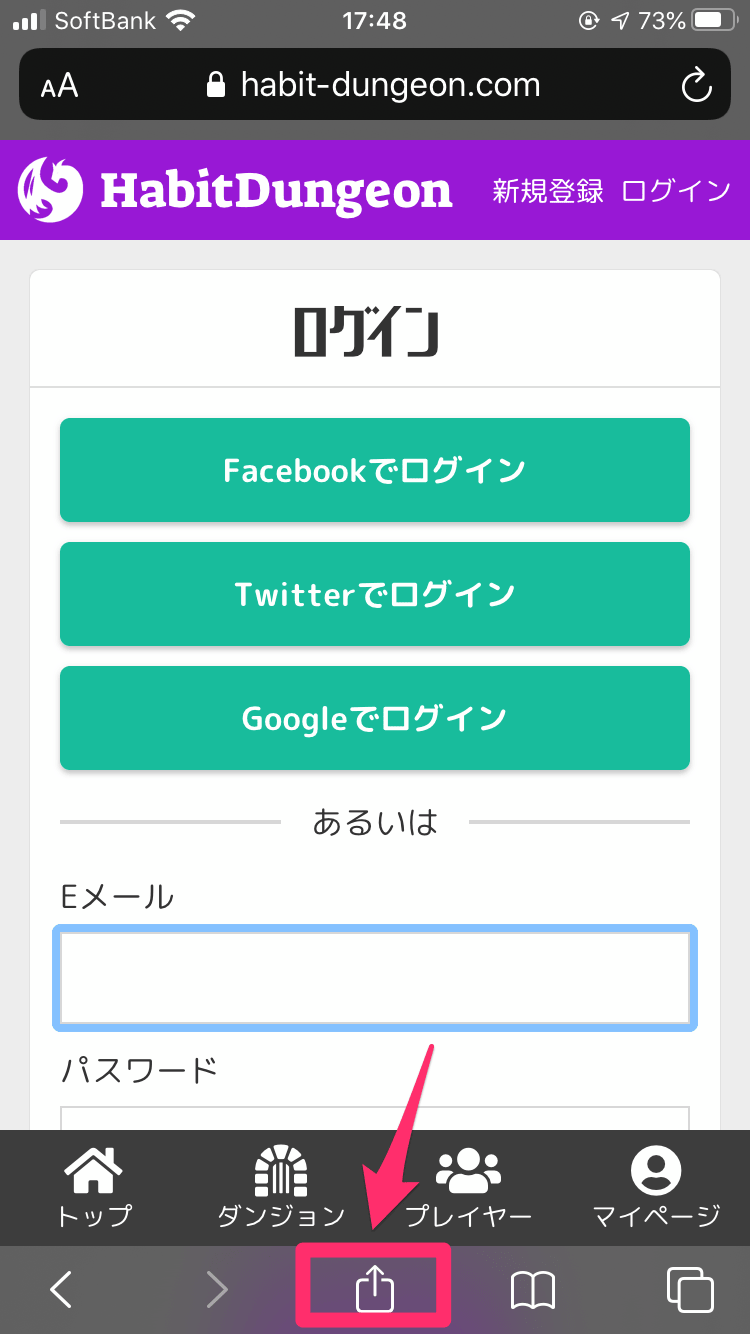 SoftBank 17:48 73%
AA habit-dungeon.com
HabitDungeon 新規登録 ログイン
ログイン
Facebookでログイン
Twitterでログイン
Googleでログイン
あるいは
Eメール
パスワード
トップ ダンジョン プレイヤー マイページ